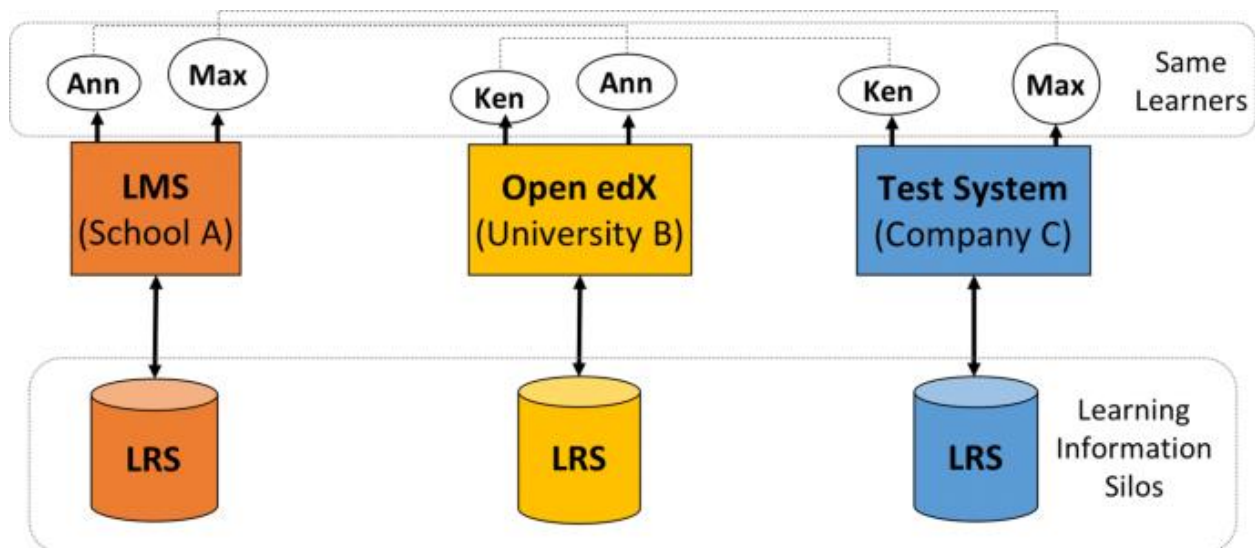 Ann
Max
Ken
Ann
Ken
Max
Same
Learners
LMS
(School A)
Open edX
(University B)
Test System
(Company C)
LRS
LRS
LRS
Learning
Information
Silos